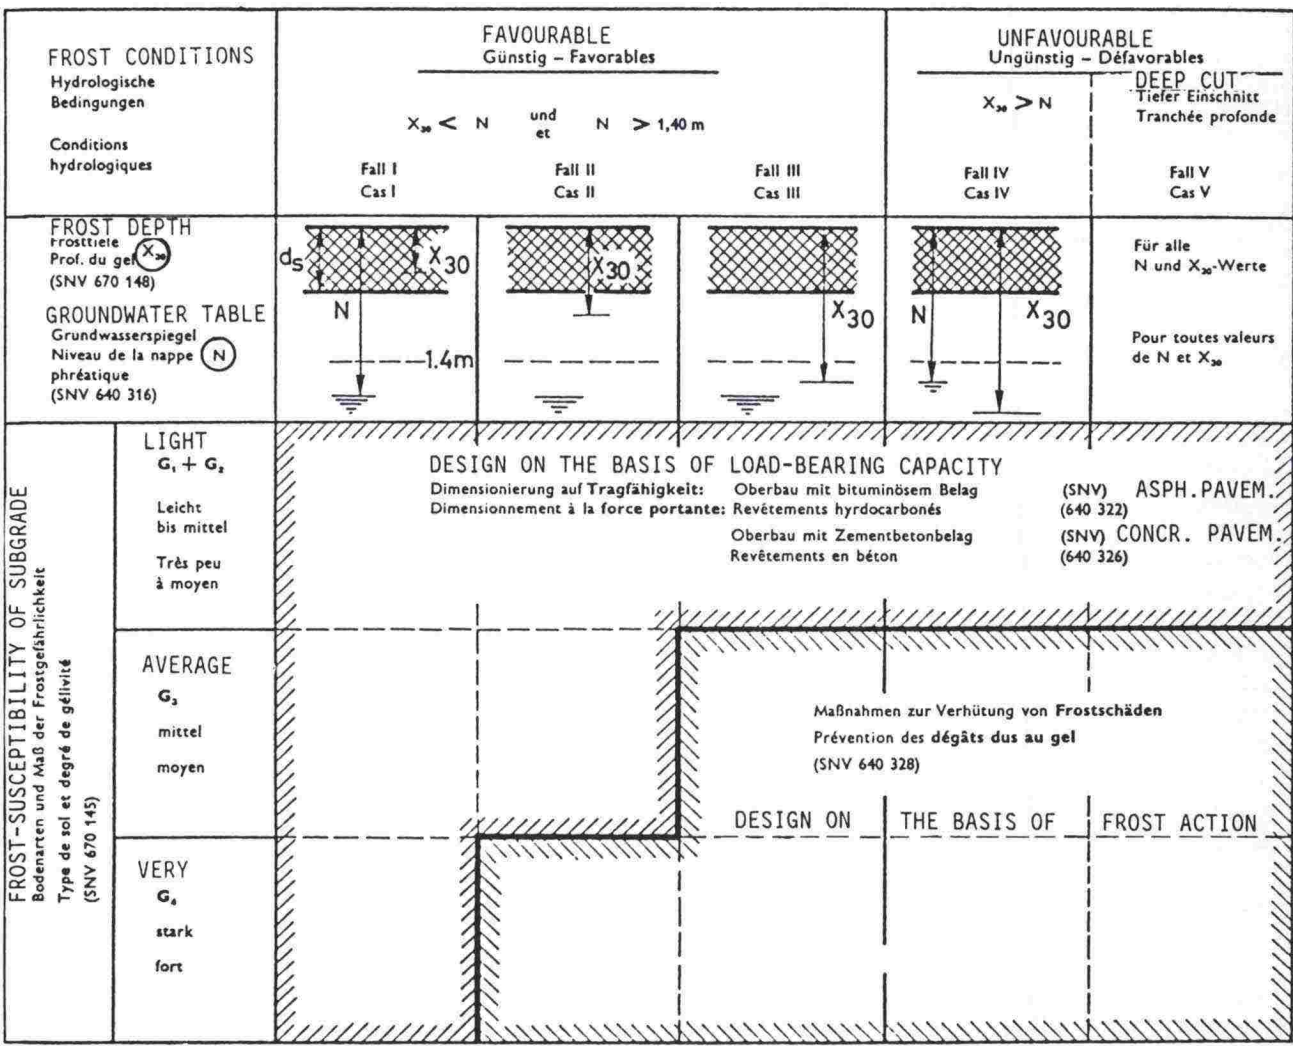 FROST CONDITIONS
Hydrologische
Bedingungen
Conditions
hydrologiques
FAVOURABLE
Günstig – Favorables
X₃₀ < N und et N > 1,40 m
Fall I
Cas I
Fall II
Cas II
Fall III
Cas III
UNFAVOURABLE
Ungünstig – Défavorables
X₃₀ > N
Fall IV
Cas IV
DEEP CUT
Tiefer Einschnitt
Tranchée profonde
Fall V
Cas V
FROST DEPTH
Frosttiefe
Prof. du gel X₃₀
(SNV 670 148)
GROUNDWATER TABLE
Grundwasserspiegel
Niveau de la nappe N
phréatique
(SNV 640 316)
dS
X30
N
1.4m
X30
X30
N
X30
Für alle
N und X₃₀-Werte
Pour toutes valeurs
de N et X₃₀
FROST-SUSCEPTIBILITY OF SUBGRADE
Bodenarten und Maß der Frostgefährlichkeit
Type de sol et degré de gélivité
(SNV 670 145)
LIGHT
G₁ + G₂
Leicht
bis mittel
Très peu
à moyen
DESIGN ON THE BASIS OF LOAD-BEARING CAPACITY
Dimensionierung auf Tragfähigkeit: Oberbau mit bituminösem Belag (SNV) ASPH.PAVEM.
Dimensionnement à la force portante: Revêtements hyrdocarbonés (640 322)
Oberbau mit Zementbetonbelag (SNV) CONCR. PAVEM.
Revêtements en béton (640 326)
AVERAGE
G₃
mittel
moyen
Maßnahmen zur Verhütung von Frostschäden
Prévention des dégâts dus au gel
(SNV 640 328)
DESIGN ON THE BASIS OF FROST ACTION
VERY
G₄
stark
fort